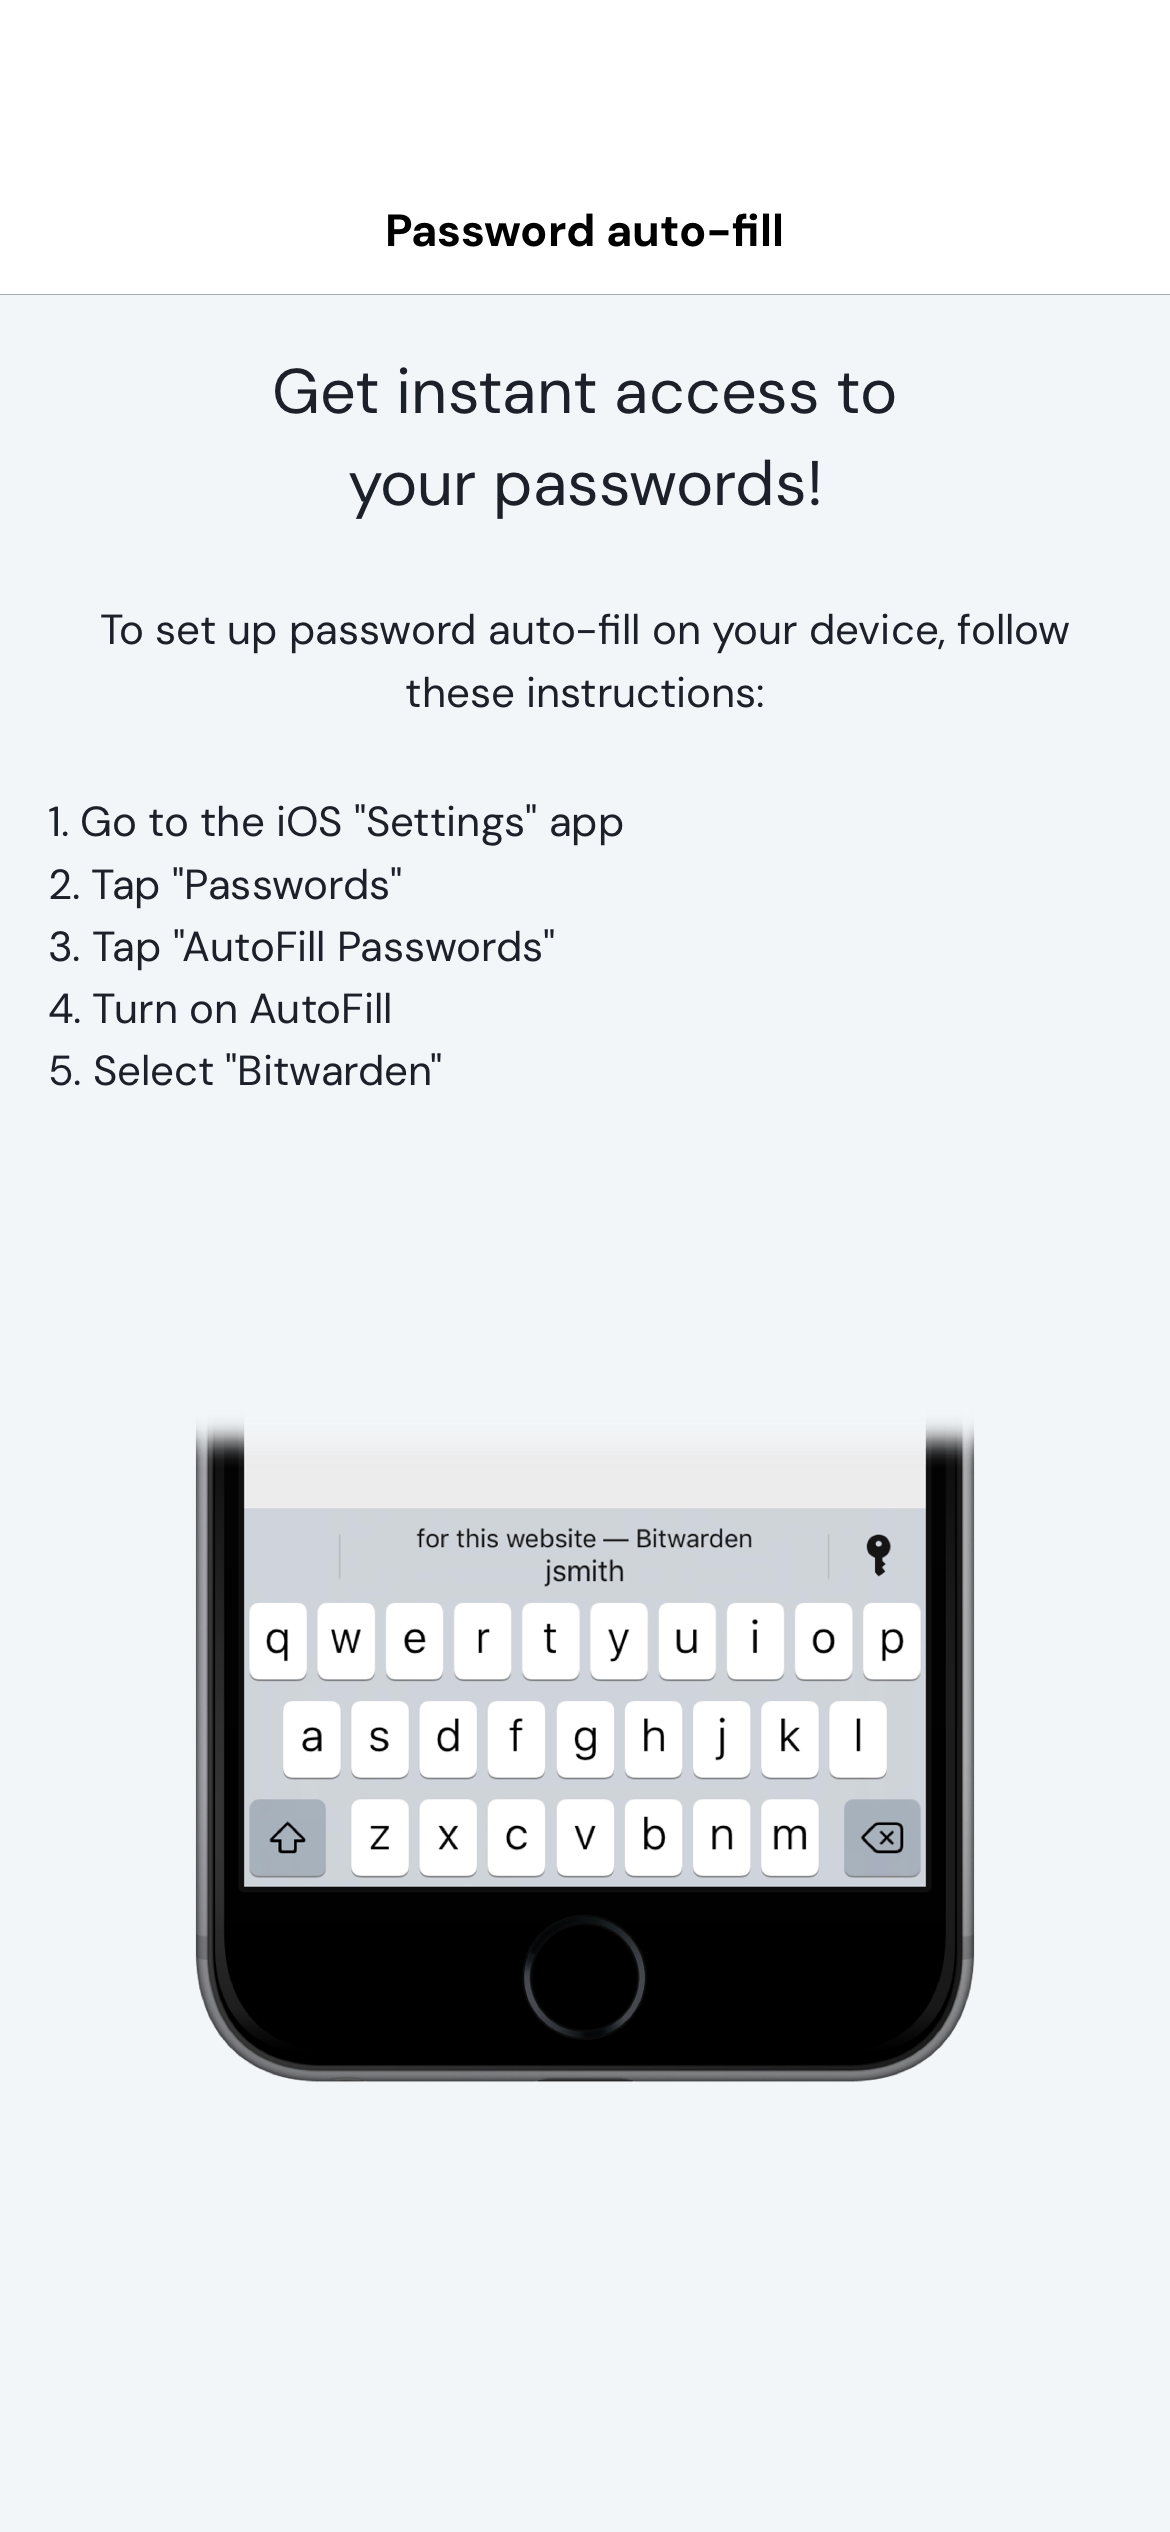 Password auto-fill
Get instant access to
your passwords!
To set up password auto-fill on your device, follow
these instructions:
1. Go to the iOS "Settings" app
2. Tap "Passwords"
3. Tap "AutoFill Passwords"
4. Turn on AutoFill
5. Select "Bitwarden"
for this website — Bitwarden
jsmith
q w e r t y u i o p
a s d f g h j k l
z x c v b n m